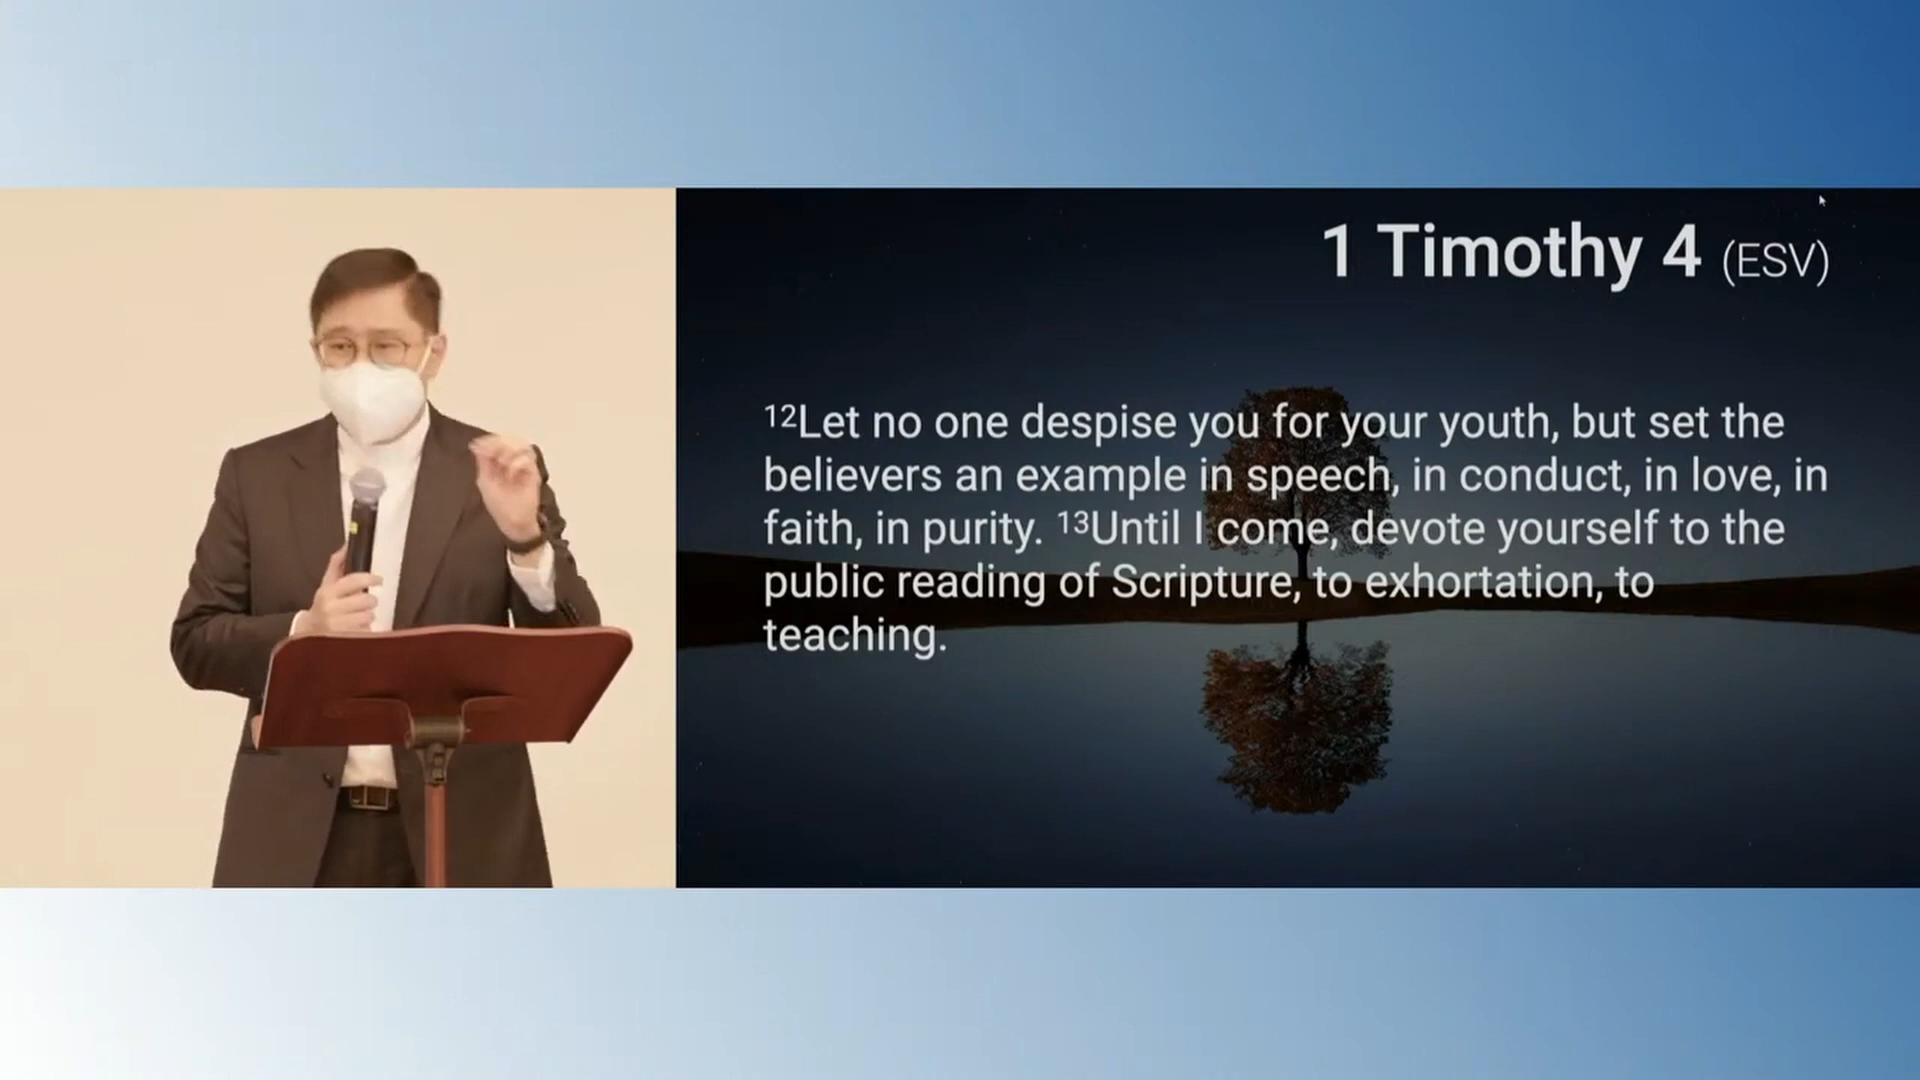 1 Timothy 4 (ESV)
12Let no one despise you for your youth, but set the
believers an example in speech, in conduct, in love, in
faith, in purity. 13Until I come, devote yourself to the
public reading of Scripture, to exhortation, to
teaching.